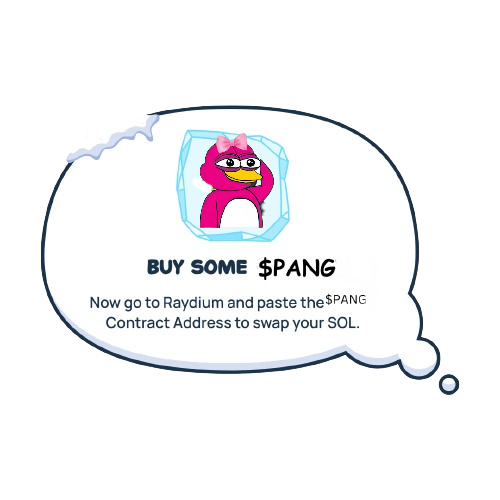 BUY SOME $PANG
Now go to Raydium and paste the $PANG
Contract Address to swap your SOL.